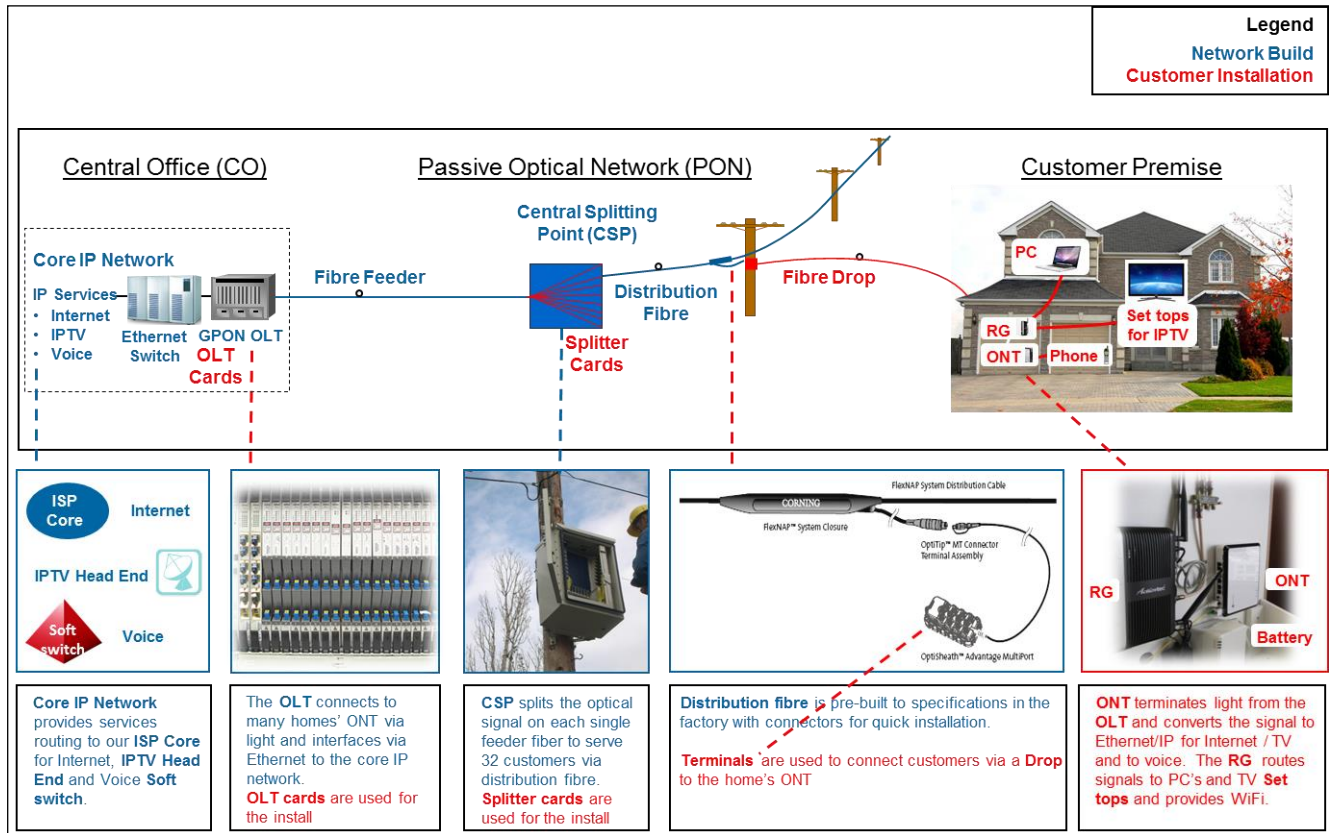 Legend
Network Build
Customer Installation
Central Office (CO)
Passive Optical Network (PON)
Customer Premise
Core IP Network
IP Services
• Internet
• IPTV
• Voice
Ethernet
Switch
GPON OLT
OLT
Cards
Fibre Feeder
Central Splitting
Point (CSP)
Splitter
Cards
Distribution
Fibre
Fibre Drop
PC
RG
ONT
Phone
Set tops
for IPTV
ISP
Core
Internet
IPTV Head End
Soft
switch
Voice
FlexNAP System Distribution Cable
CORNING
FlexNAP™ System Closure
OptiTip™ MT Connector
Terminal Assembly
OptiSheath™ Advantage MultiPort
RG
Actiontec
ONT
Battery
Core IP Network
provides services
routing to our ISP Core
for Internet, IPTV Head
End and Voice Soft
switch.
The OLT connects to
many homes' ONT via
light and interfaces via
Ethernet to the core IP
network.
OLT cards are used for
the install
CSP splits the optical
signal on each single
feeder fiber to serve
32 customers via
distribution fibre.
Splitter cards are
used for the install
Distribution fibre is pre-built to specifications in the
factory with connectors for quick installation.
Terminals are used to connect customers via a Drop
to the home's ONT
ONT terminates light from the
OLT and converts the signal to
Ethernet/IP for Internet / TV
and to voice. The RG routes
signals to PC's and TV Set
tops and provides WiFi.